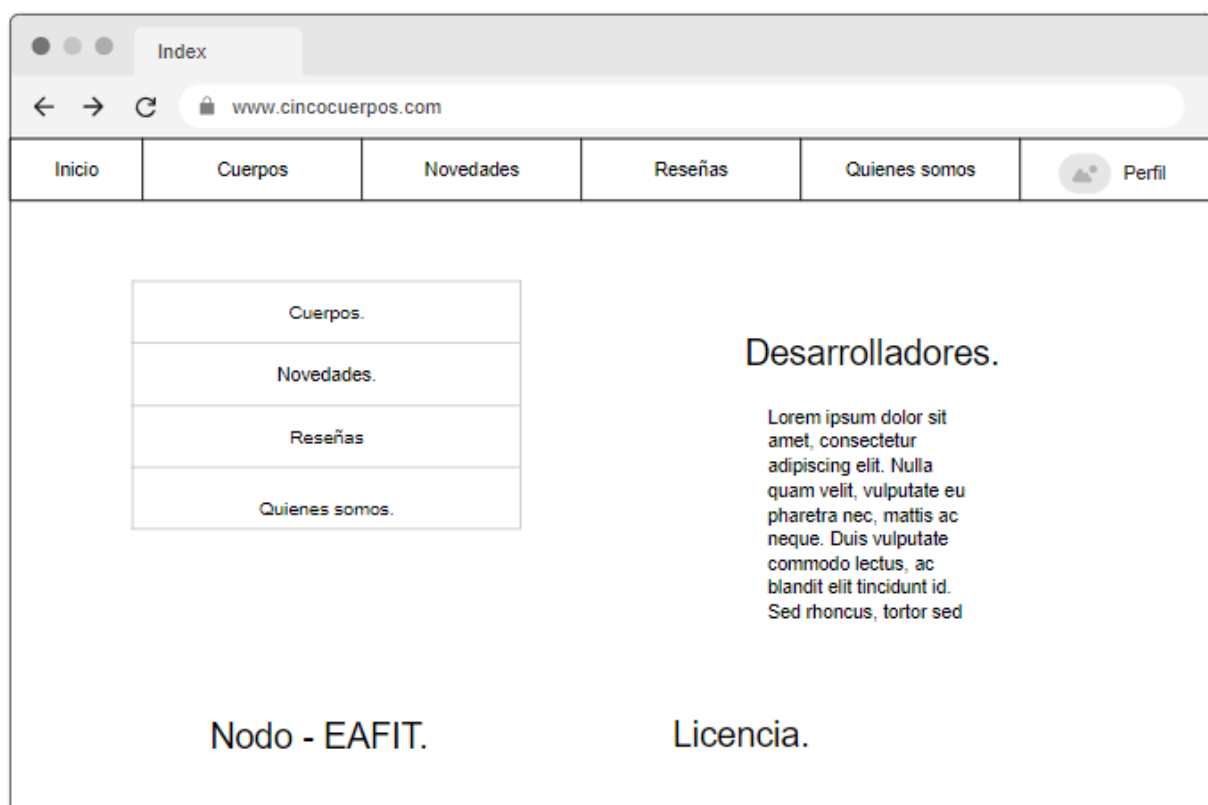 Index
www.cincocuerpos.com
Inicio Cuerpos Novedades Reseñas Quienes somos Perfil
Cuerpos.
Novedades.
Reseñas
Quienes somos.
Desarrolladores.
Lorem ipsum dolor sit
amet, consectetur
adipiscing elit. Nulla
quam velit, vulputate eu
pharetra nec, mattis ac
neque. Duis vulputate
commodo lectus, ac
blandit elit tincidunt id.
Sed rhoncus, tortor sed
Nodo - EAFIT.
Licencia.